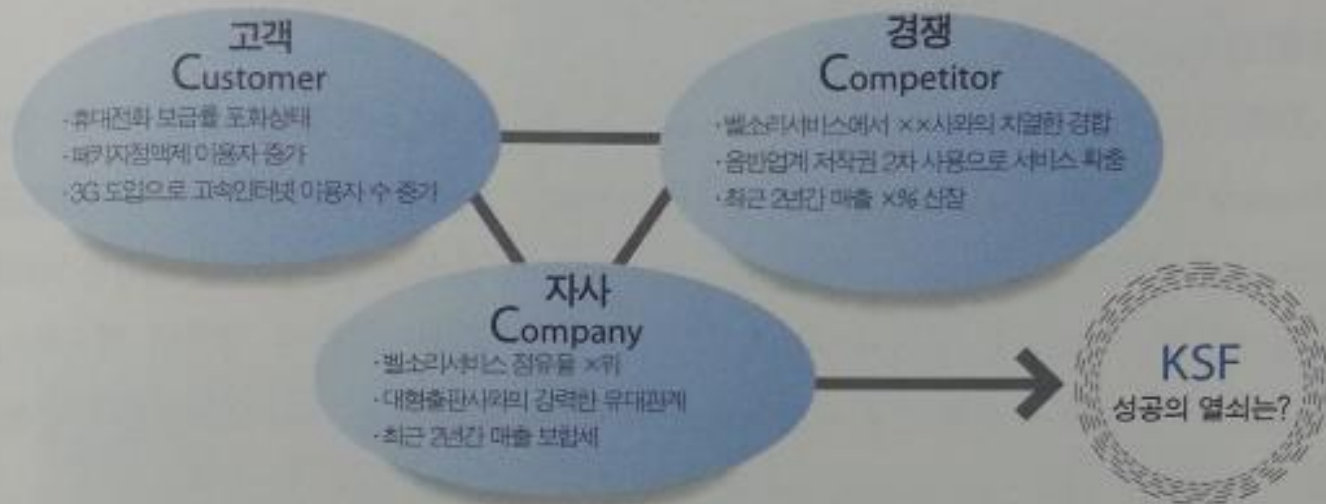 고객
Customer
· 휴대전화 보급률 포화상태
· 패키지정액제 이용자 증가
· 3G 도입으로 고속인터넷 이용자 수 증가
경쟁
Competitor
· 벨소리서비스에서 ××사와의 치열한 경합
· 음반업계 저작권 2차 사용으로 서비스 확충
· 최근 2년간 매출 ×% 신장
자사
Company
· 벨소리서비스 점유율 ×위
· 대형출판사와의 강력한 유대관계
· 최근 2년간 매출 보합세
KSF
성공의 열쇠는?